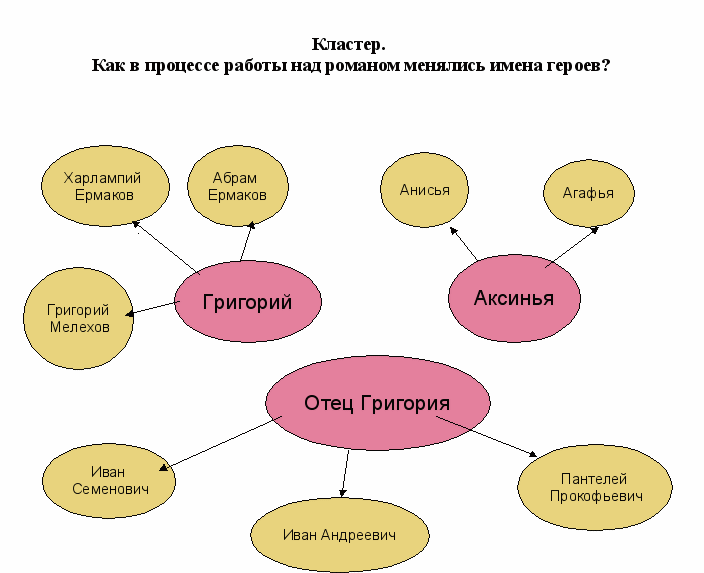 Кластер.
Как в процессе работы над романом менялись имена героев?
Харлампий
Ермаков
Абрам
Ермаков
Анисья
Агафья
Григорий
Аксинья
Григорий
Мелехов
Отец Григория
Иван
Семенович
Иван Андреевич
Пантелей
Прокофьевич